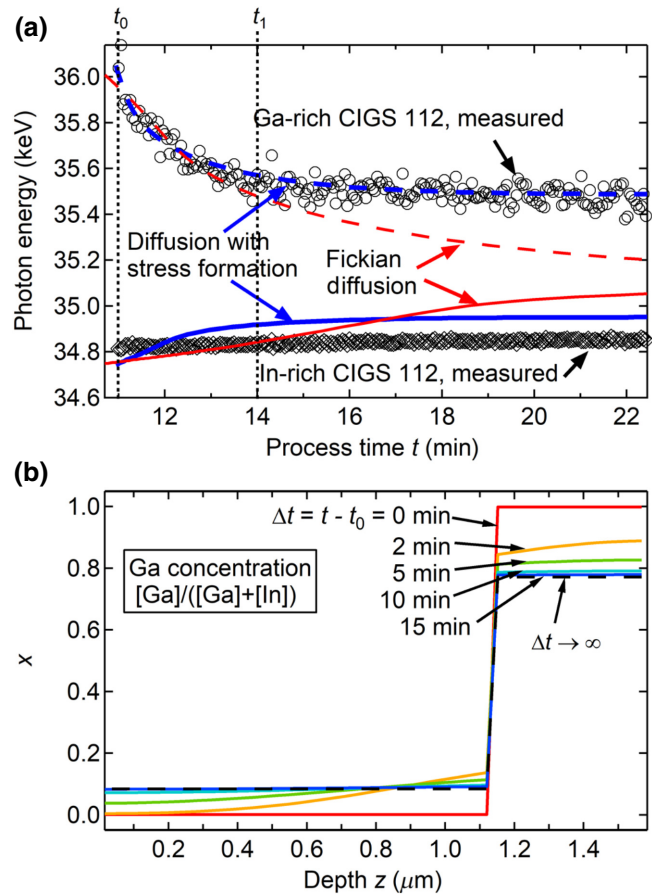 (a)
t0
t1
36.0
35.8
35.6
35.4
35.2
35.0
34.8
34.6
Photon energy (keV)
Ga-rich CIGS 112, measured
Diffusion with
stress formation
Fickian
diffusion
In-rich CIGS 112, measured
12
14
16
18
20
22
Process time t (min)
(b)
1.0
0.8
0.6
0.4
0.2
0.0
x
Δt = t - t0 = 0 min
2 min
5 min
10 min
15 min
Δt → ∞
Ga concentration
[Ga]/([Ga]+[In])
0.2
0.4
0.6
0.8
1.0
1.2
1.4
Depth z (μm)